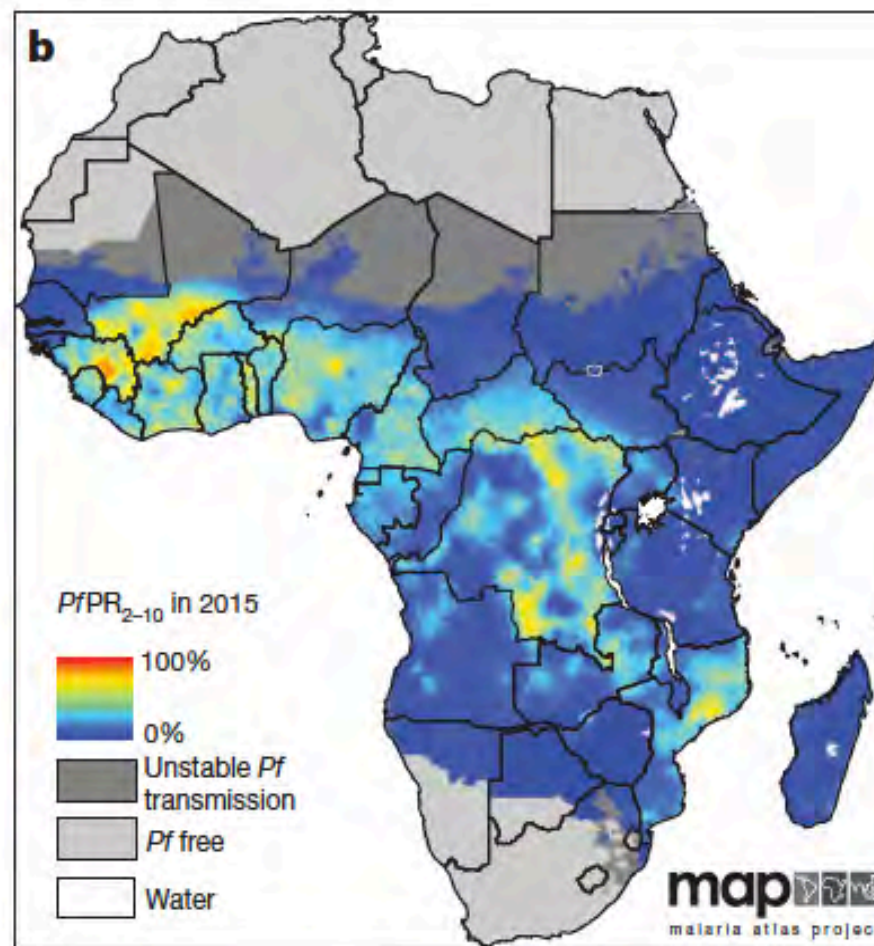 b
PfPR2–10 in 2015
100%
0%
Unstable Pf
transmission
Pf free
Water
map
malaria atlas projec